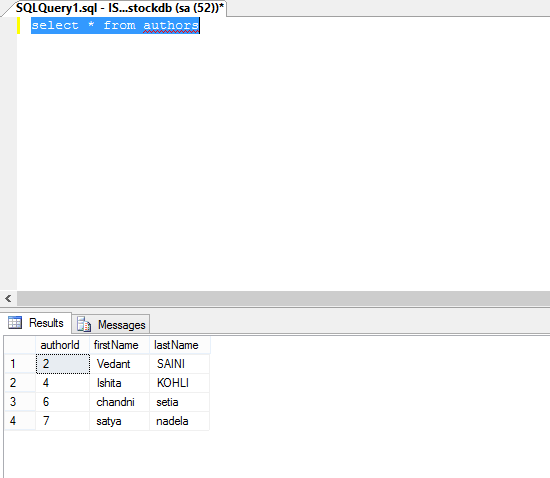 SQLQuery1.sql - IS...stockdb (sa (52))*
select * from authors
Results Messages
authorId firstName lastName
1 2 Vedant SAINI
2 4 Ishita KOHLI
3 6 chandni setia
4 7 satya nadela